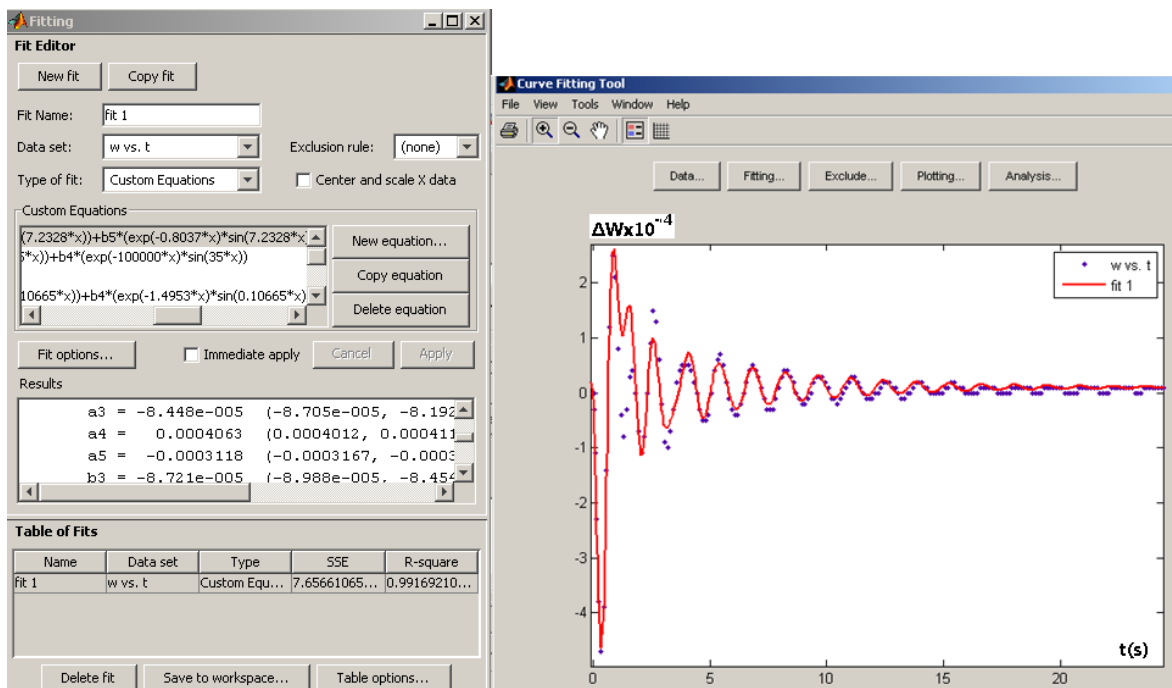 Fitting
Fit Editor
New fit
Copy fit
Fit Name:
fit 1
Data set:
w vs. t
Exclusion rule:
(none)
Type of fit:
Custom Equations
Center and scale X data
Custom Equations
(7.2328*x))+b5*(exp(-0.8037*x)*sin(7.2328*x
*x))+b4*(exp(-100000*x)*sin(35*x))
10665*x))+b4*(exp(-1.4953*x)*sin(0.10665*x)
New equation...
Copy equation
Delete equation
Fit options...
Immediate apply
Cancel
Apply
Results
a3 = -8.448e-005 (-8.705e-005, -8.192
a4 = 0.0004063 (0.0004012, 0.000411
a5 = -0.0003118 (-0.0003167, -0.0003
b3 = -8.721e-005 (-8.988e-005, -8.454
Table of Fits
Name Data set Type SSE R-square
fit 1 w vs. t Custom Equ... 7.65661065... 0.99169210...
Delete fit
Save to workspace...
Table options...
Curve Fitting Tool
File View Tools Window Help
Data...
Fitting...
Exclude...
Plotting...
Analysis...
ΔWx10⁻⁴
w vs. t
fit 1
2
1
0
-1
-2
-3
-4
t(s)
0 5 10 15 20